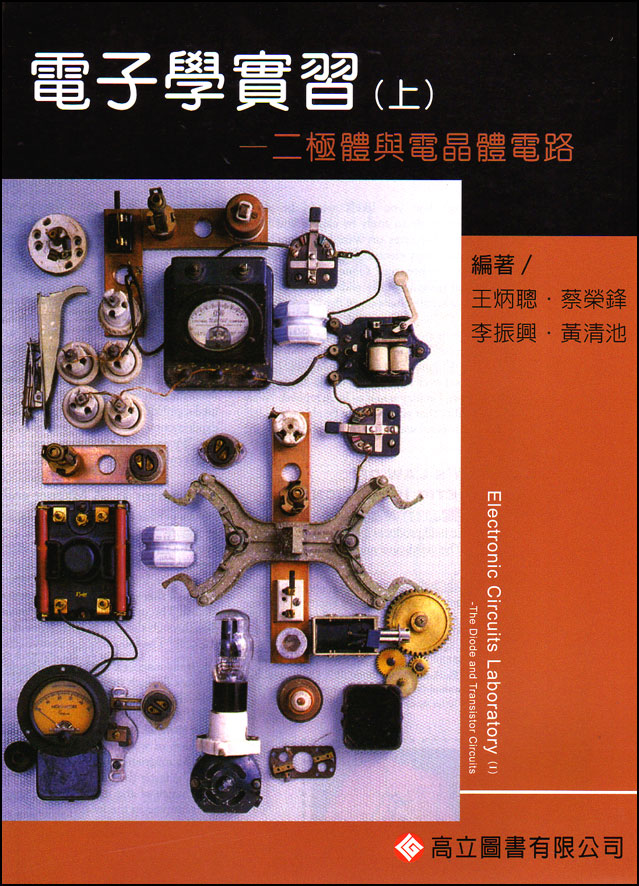 電子學實習(上)
—二極體與電晶體電路
編著/
王炳聰．蔡榮鋒
李振興．黃清池
Electronic Circuits Laboratory (I)
-The Diode and Transistor Circuits
高立圖書有限公司